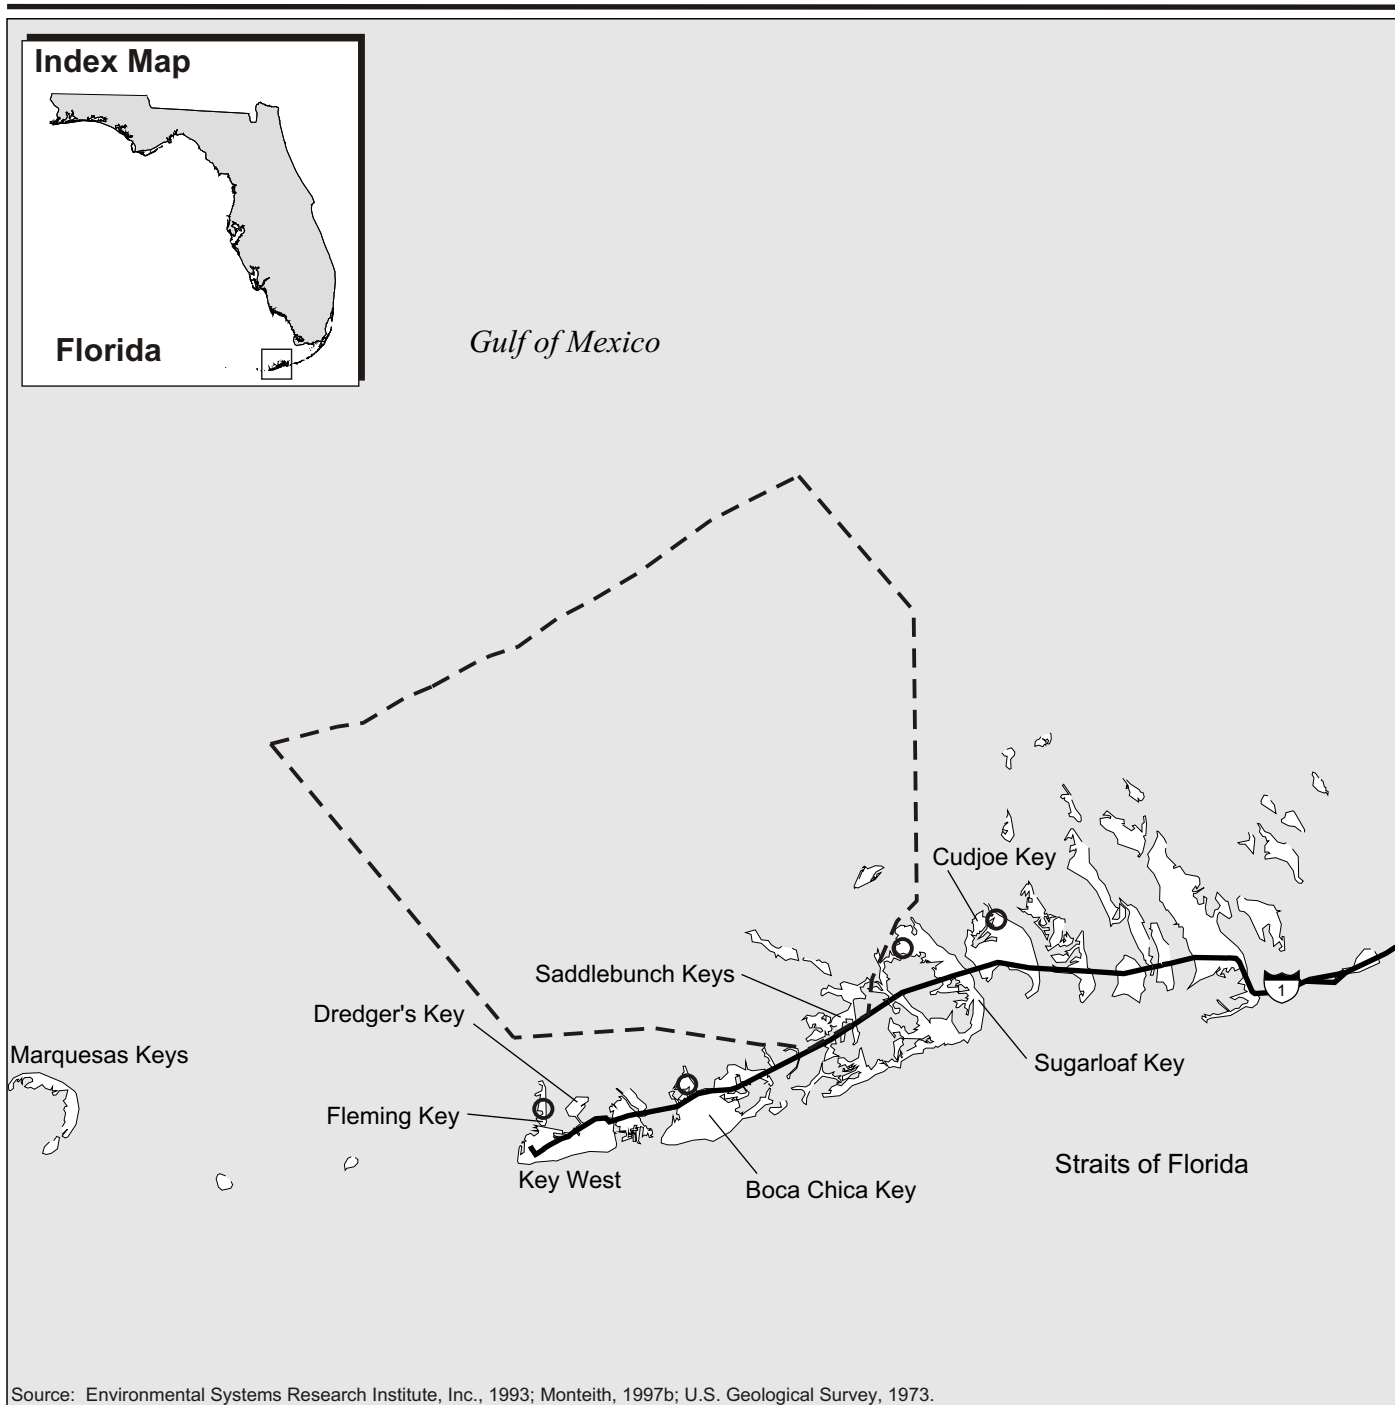 Index Map
Florida
Gulf of Mexico
Cudjoe Key
Saddlebunch Keys
Dredger's Key
1
Marquesas Keys
Sugarloaf Key
Fleming Key
Straits of Florida
Key West
Boca Chica Key
Source:  Environmental Systems Research Institute, Inc., 1993; Monteith, 1997b; U.S. Geological Survey, 1973.